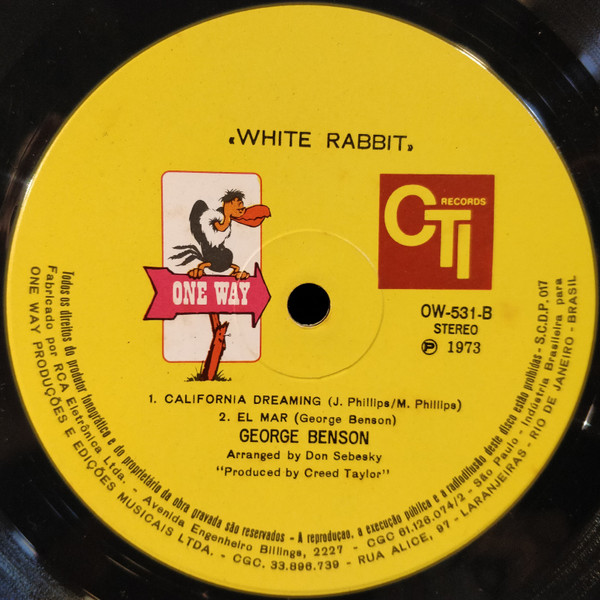 «WHITE RABBIT»
ONE WAY
CTI RECORDS
OW-531-B
STEREO
Ⓟ 1973
1. CALIFORNIA DREAMING (J. Phillips/M. Phillips)
2. EL MAR (George Benson)
GEORGE BENSON
Arranged by Don Sebesky
"Produced by Creed Taylor"
Todos os direitos do produtor fonográfico e do proprietário da obra gravada são reservados - A reprodução, a execução pública e a radiodifusão deste disco estão proibidas - S.C.D.P. 017
Fabricado por RCA Eletrônica Ltda. - Avenida Engenheiro Billings, 2227 - CGC 61.126.074/2 - São Paulo - Indústria Brasileira para
ONE WAY PRODUÇÕES E EDIÇÕES MUSICAIS LTDA. - CGC. 33.896.739 - RUA ALICE, 97 - LARANJEIRAS - RIO DE JANEIRO - BRASIL